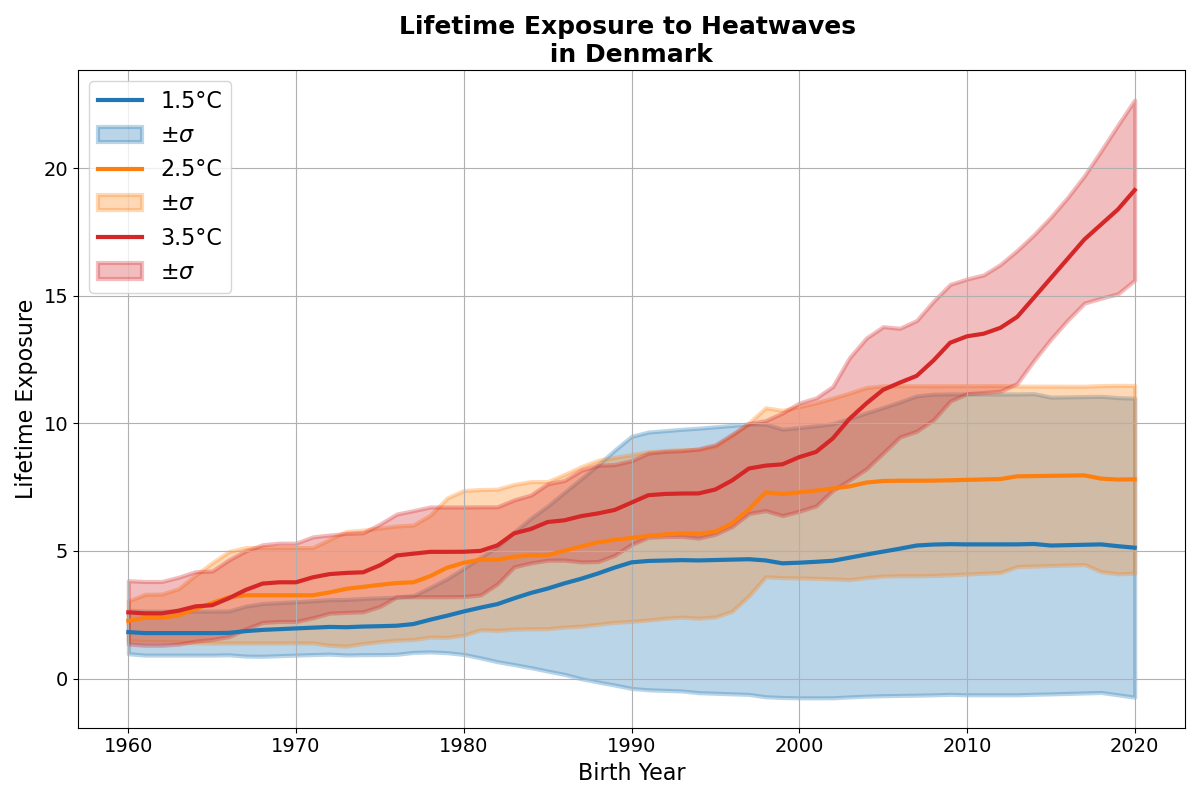 Lifetime Exposure to Heatwaves
in Denmark
1.5°C
±σ
2.5°C
±σ
3.5°C
±σ
Lifetime Exposure
20
15
10
5
0
1960 1970 1980 1990 2000 2010 2020
Birth Year